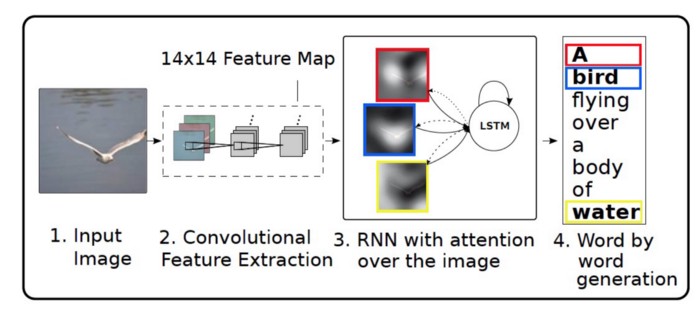 14x14 Feature Map
LSTM
A
bird
flying
over
a
body
of
water
1. Input
Image
2. Convolutional
Feature Extraction
3. RNN with attention
over the image
4. Word by
word
generation